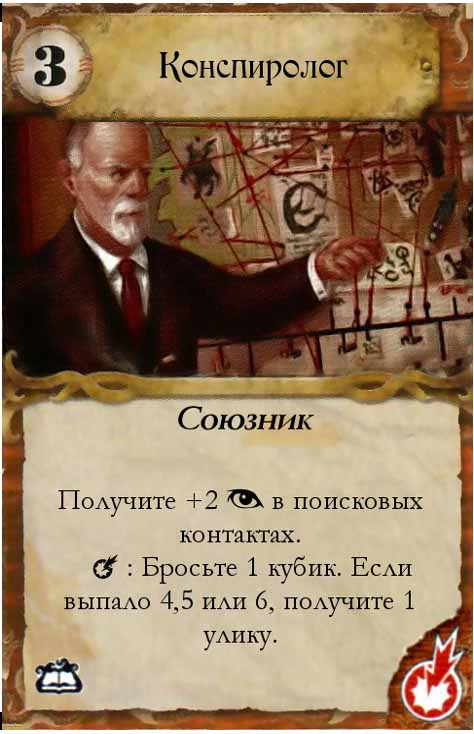 3
Конспиролог
Союзник
Получите +2 в поисковых
контактах.
: Бросьте 1 кубик. Если
выпало 4,5 или 6, получите 1
улику.